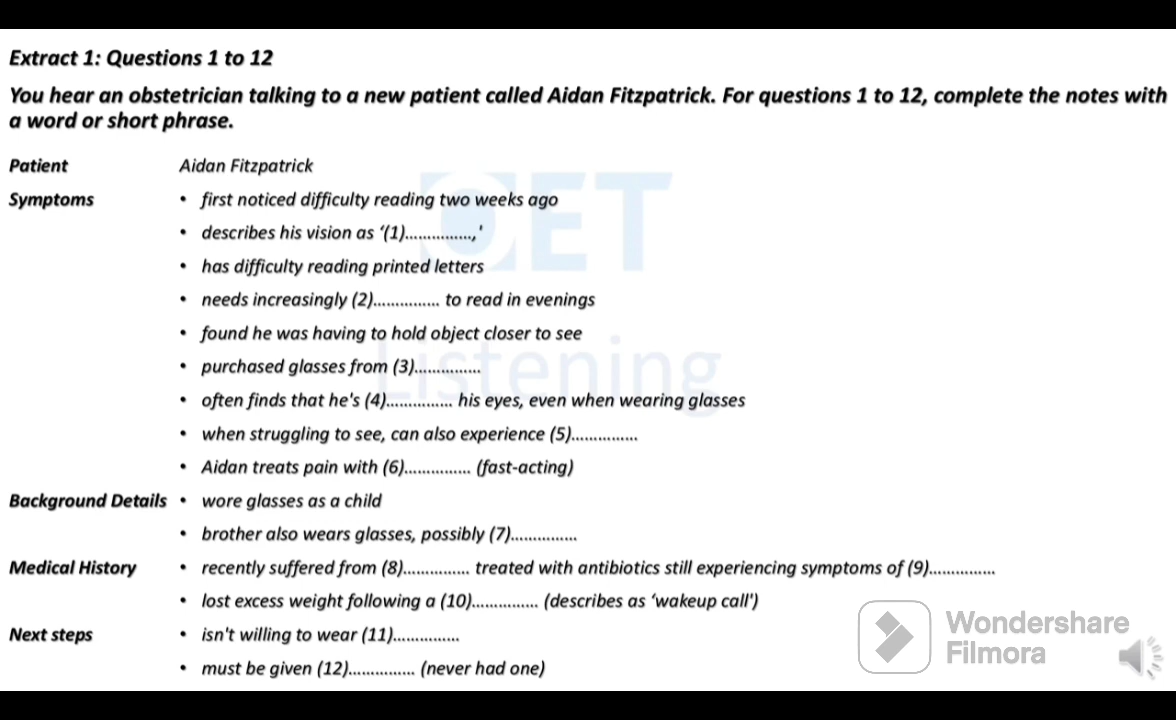 Extract 1: Questions 1 to 12
You hear an obstetrician talking to a new patient called Aidan Fitzpatrick. For questions 1 to 12, complete the notes with
a word or short phrase.
Patient Aidan Fitzpatrick
Symptoms • first noticed difficulty reading two weeks ago
• describes his vision as ‘(1)...............,'
• has difficulty reading printed letters
• needs increasingly (2)............... to read in evenings
• found he was having to hold object closer to see
• purchased glasses from (3)...............
• often finds that he's (4)............... his eyes, even when wearing glasses
• when struggling to see, can also experience (5)...............
• Aidan treats pain with (6)............... (fast-acting)
Background Details • wore glasses as a child
• brother also wears glasses, possibly (7)...............
Medical History • recently suffered from (8)............... treated with antibiotics still experiencing symptoms of (9)...............
• lost excess weight following a (10)............... (describes as ‘wakeup call')
Next steps • isn't willing to wear (11)...............
• must be given (12)............... (never had one)
OET
Listening
Wondershare
Filmora